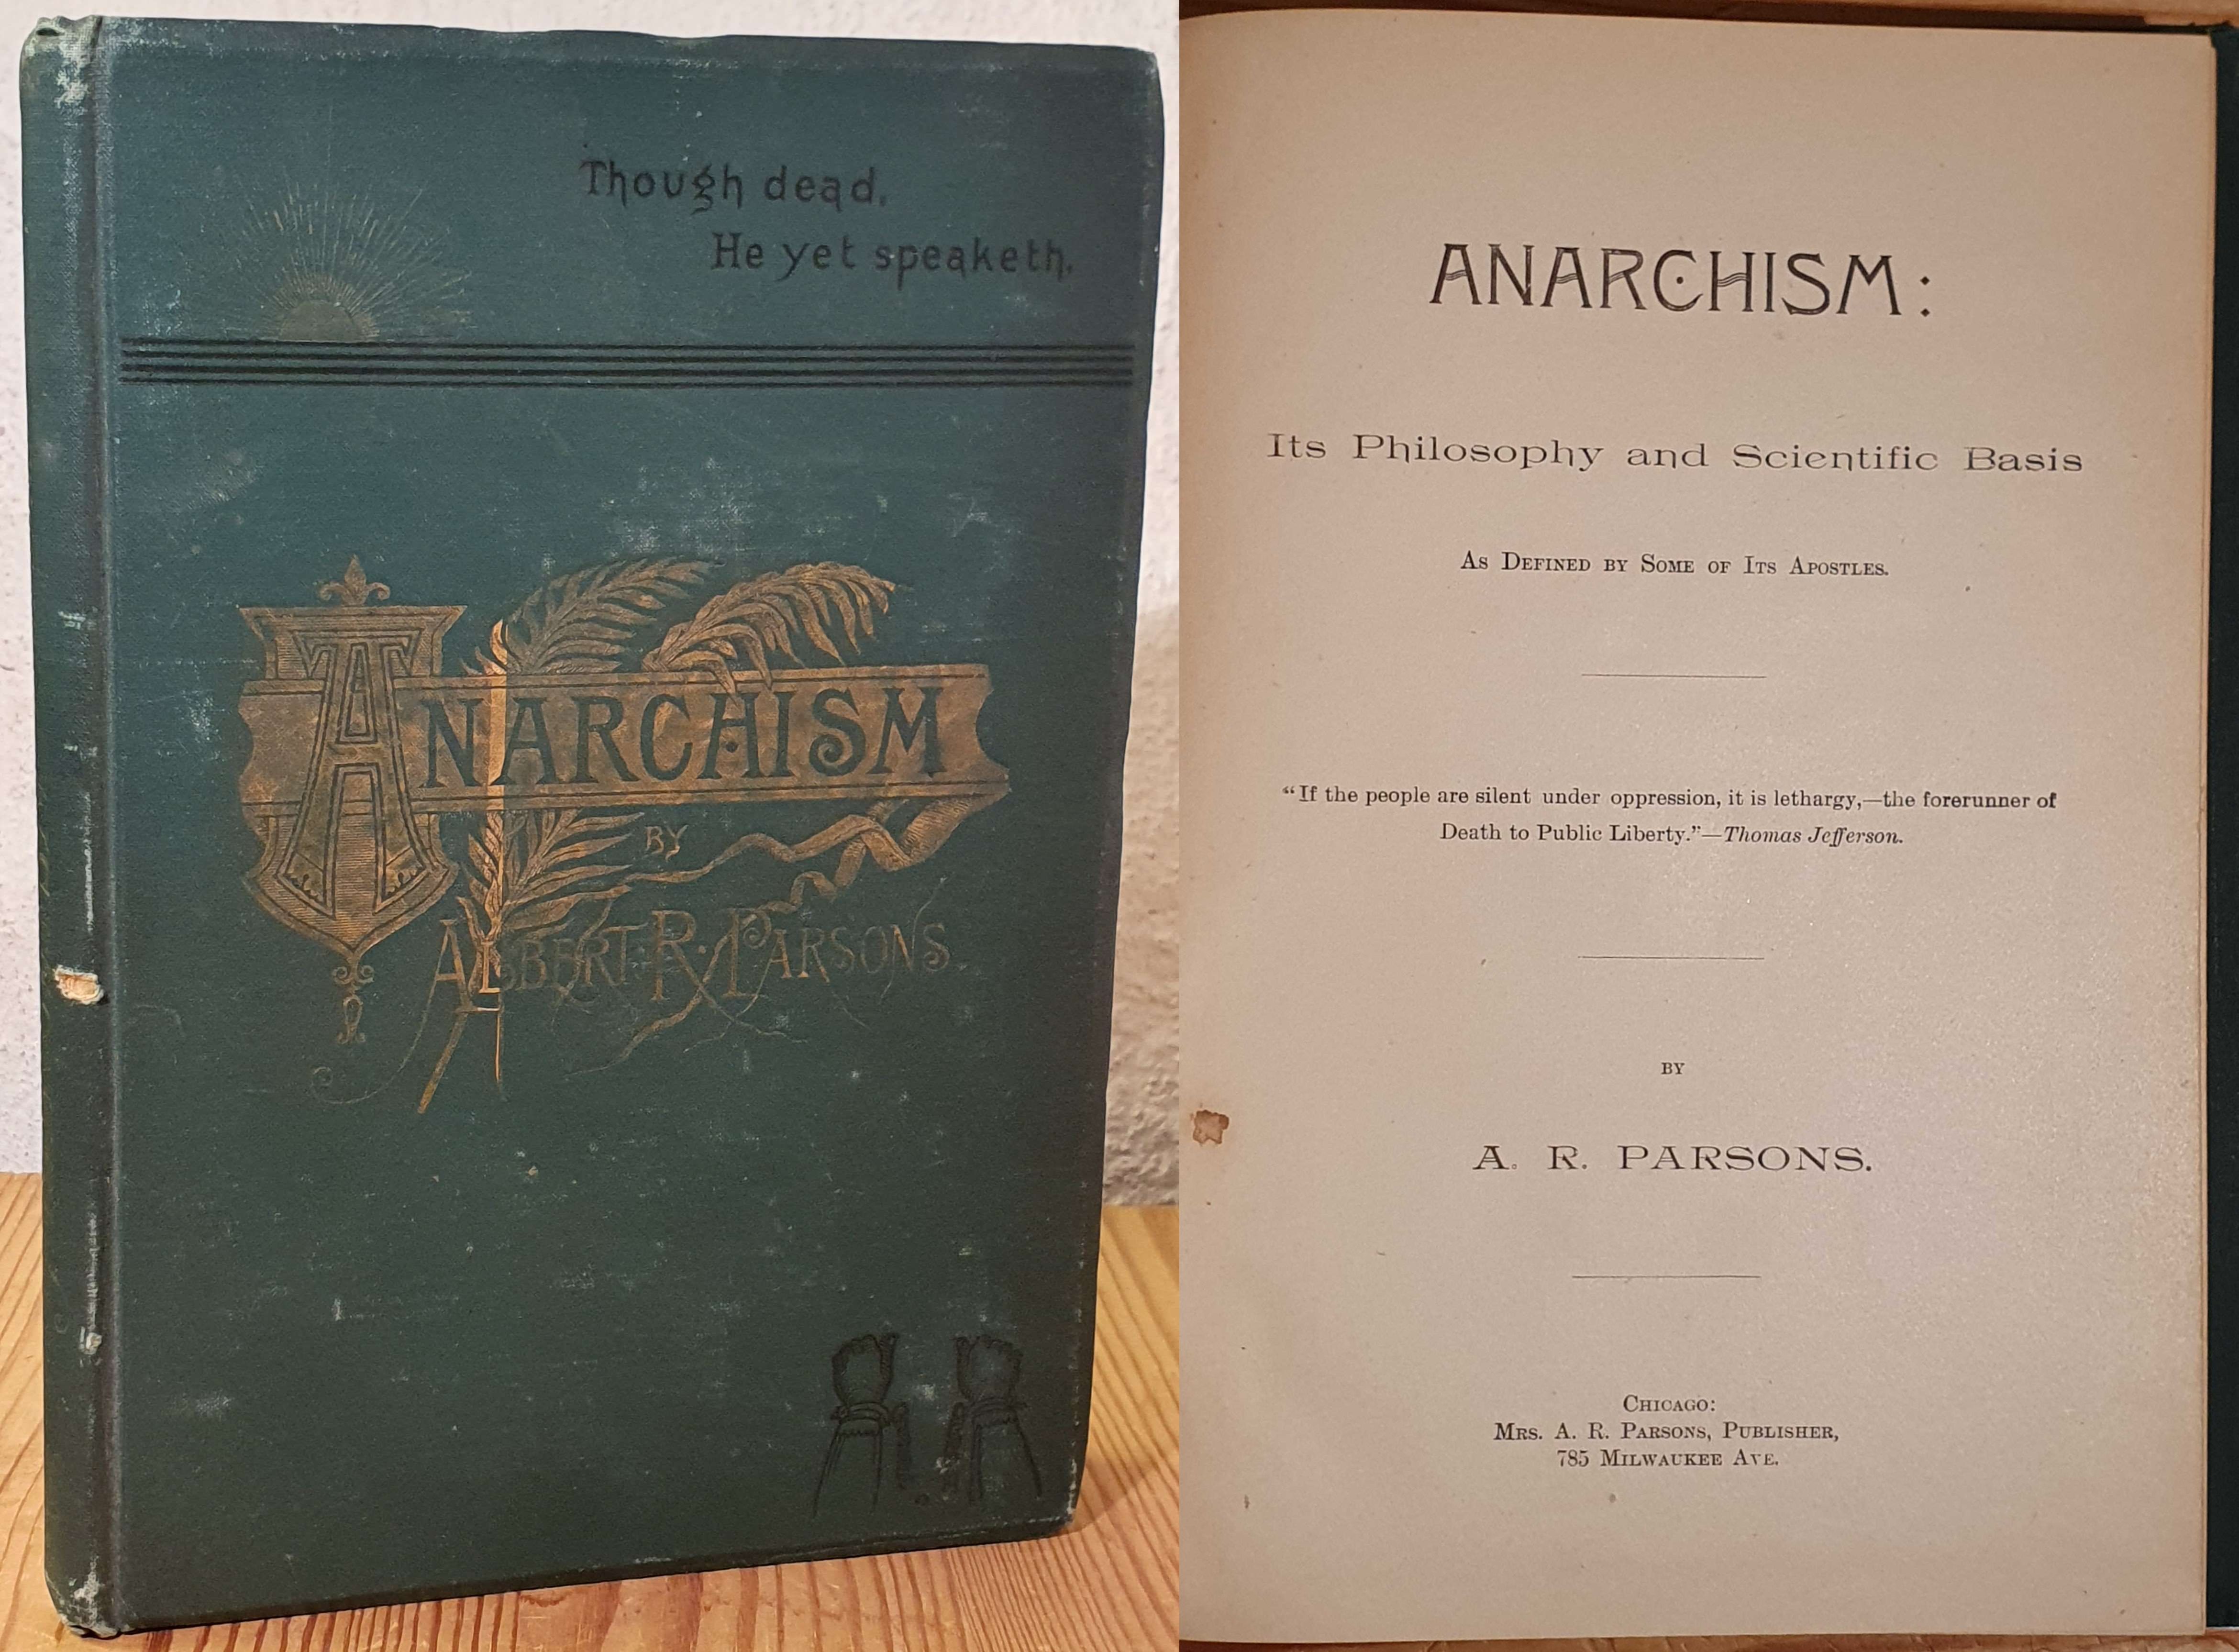 Though dead,
He yet speaketh.
ANARCHISM
BY
ALBERT R. PARSONS.
ANARCHISM:
Its Philosophy and Scientific Basis
As Defined by Some of Its Apostles.
“If the people are silent under oppression, it is lethargy,—the forerunner of
Death to Public Liberty.”—Thomas Jefferson.
BY
A. R. PARSONS.
Chicago:
Mrs. A. R. Parsons, Publisher,
785 Milwaukee Ave.